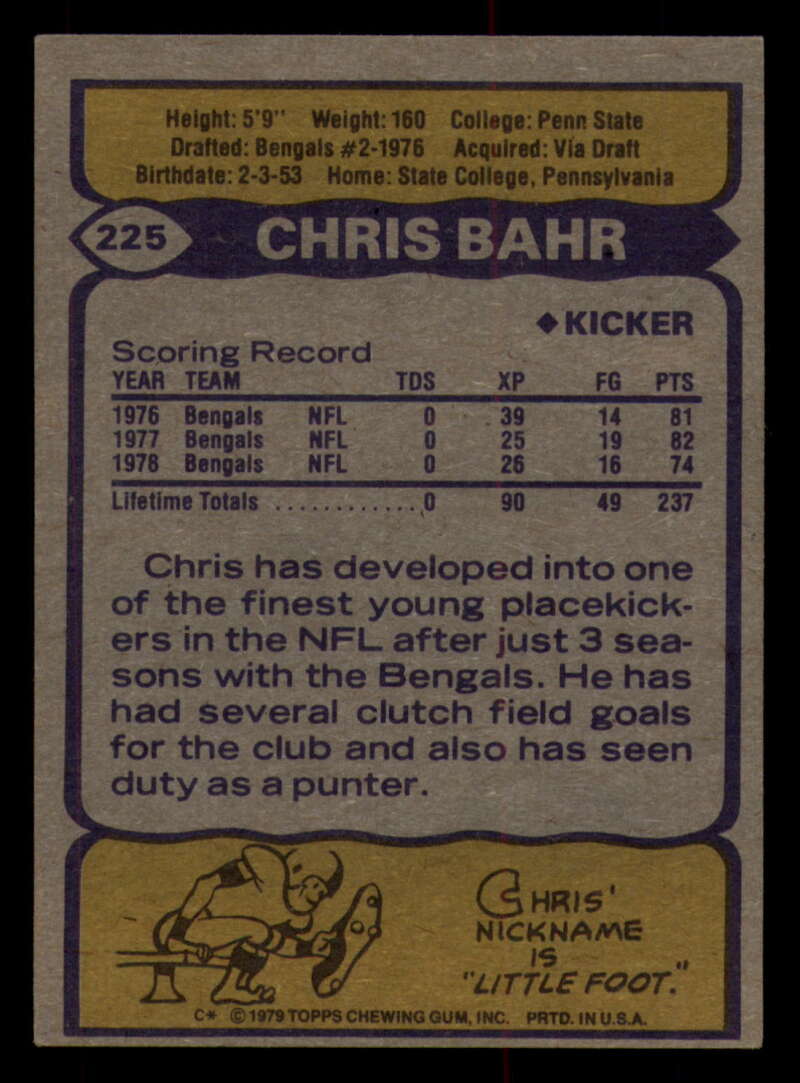 Height: 5'9" Weight: 160 College: Penn State
Drafted: Bengals #2-1976 Acquired: Via Draft
Birthdate: 2-3-53 Home: State College, Pennsylvania
225 CHRIS BAHR
◆KICKER
Scoring Record
YEAR TEAM TDS XP FG PTS
1976 Bengals NFL 0 39 14 81
1977 Bengals NFL 0 25 19 82
1978 Bengals NFL 0 26 16 74
Lifetime Totals .............0 90 49 237
Chris has developed into one
of the finest young placekick-
ers in the NFL after just 3 sea-
sons with the Bengals. He has
had several clutch field goals
for the club and also has seen
duty as a punter.
CHRIS'
NICKNAME
IS
"LITTLE FOOT."
C* ©1979 TOPPS CHEWING GUM, INC. PRTD. IN U.S.A.